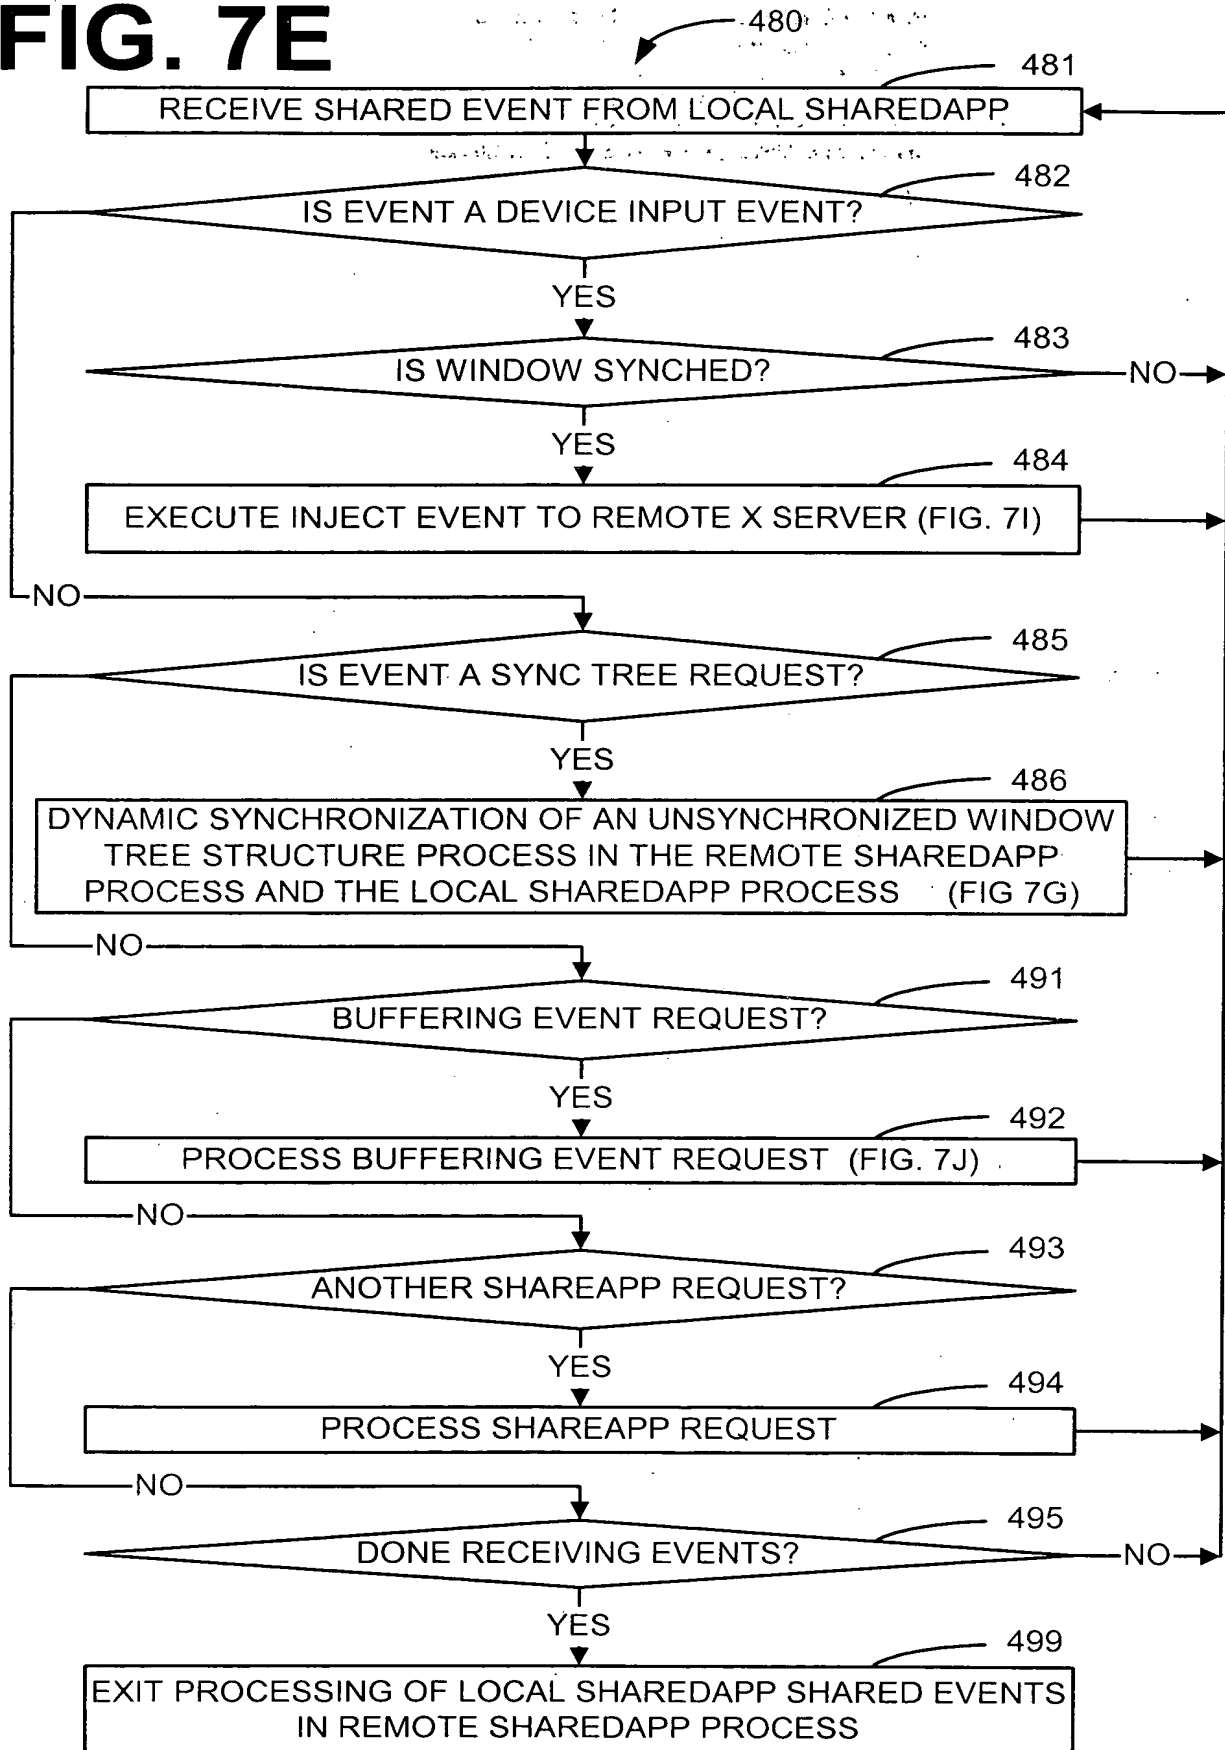 FIG. 7E
480
481
RECEIVE SHARED EVENT FROM LOCAL SHAREDAPP
482
IS EVENT A DEVICE INPUT EVENT?
YES
483
IS WINDOW SYNCHED?
NO
YES
484
EXECUTE INJECT EVENT TO REMOTE X SERVER (FIG. 7I)
NO
485
IS EVENT A SYNC TREE REQUEST?
YES
486
DYNAMIC SYNCHRONIZATION OF AN UNSYNCHRONIZED WINDOW
TREE STRUCTURE PROCESS IN THE REMOTE SHAREDAPP
PROCESS AND THE LOCAL SHAREDAPP PROCESS (FIG 7G)
NO
491
BUFFERING EVENT REQUEST?
YES
492
PROCESS BUFFERING EVENT REQUEST (FIG. 7J)
NO
493
ANOTHER SHAREAPP REQUEST?
YES
494
PROCESS SHAREAPP REQUEST
NO
495
DONE RECEIVING EVENTS?
NO
YES
499
EXIT PROCESSING OF LOCAL SHAREDAPP SHARED EVENTS
IN REMOTE SHAREDAPP PROCESS